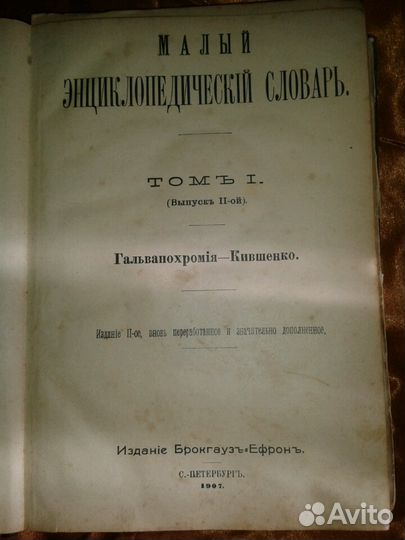 МАЛЫЙ
ЭНЦИКЛОПЕДИЧЕСКІЙ СЛОВАРЬ.
ТОМЪ I.
(Выпускъ II-ой).
Гальванохромія—Кившенко.
Изданіе II-ое, вновь переработанное и значительно дополненное.
Изданіе Брокгаузъ-Ефронъ.
С.-ПЕТЕРБУРГЪ.
1907.
Avito